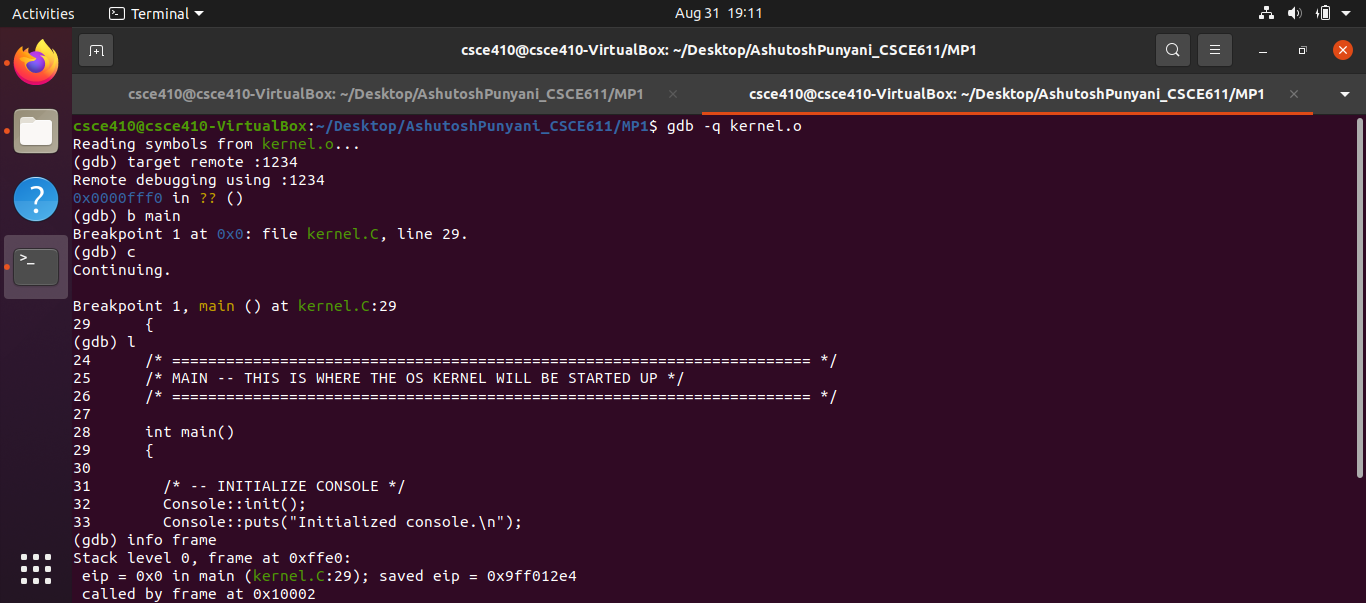 Activities Terminal Aug 31 19:11
csce410@csce410-VirtualBox: ~/Desktop/AshutoshPunyani_CSCE611/MP1
csce410@csce410-VirtualBox: ~/Desktop/AshutoshPunyani_CSCE611/MP1 × csce410@csce410-VirtualBox: ~/Desktop/AshutoshPunyani_CSCE611/MP1 ×
csce410@csce410-VirtualBox:~/Desktop/AshutoshPunyani_CSCE611/MP1$ gdb -q kernel.o
Reading symbols from kernel.o...
(gdb) target remote :1234
Remote debugging using :1234
0x0000fff0 in ?? ()
(gdb) b main
Breakpoint 1 at 0x0: file kernel.C, line 29.
(gdb) c
Continuing.
Breakpoint 1, main () at kernel.C:29
29 {
(gdb) l
24 /* ======================================================================= */
25 /* MAIN -- THIS IS WHERE THE OS KERNEL WILL BE STARTED UP */
26 /* ======================================================================= */
27
28 int main()
29 {
30
31 /* -- INITIALIZE CONSOLE */
32 Console::init();
33 Console::puts("Initialized console.\n");
(gdb) info frame
Stack level 0, frame at 0xffe0:
eip = 0x0 in main (kernel.C:29); saved eip = 0x9ff012e4
called by frame at 0x10002